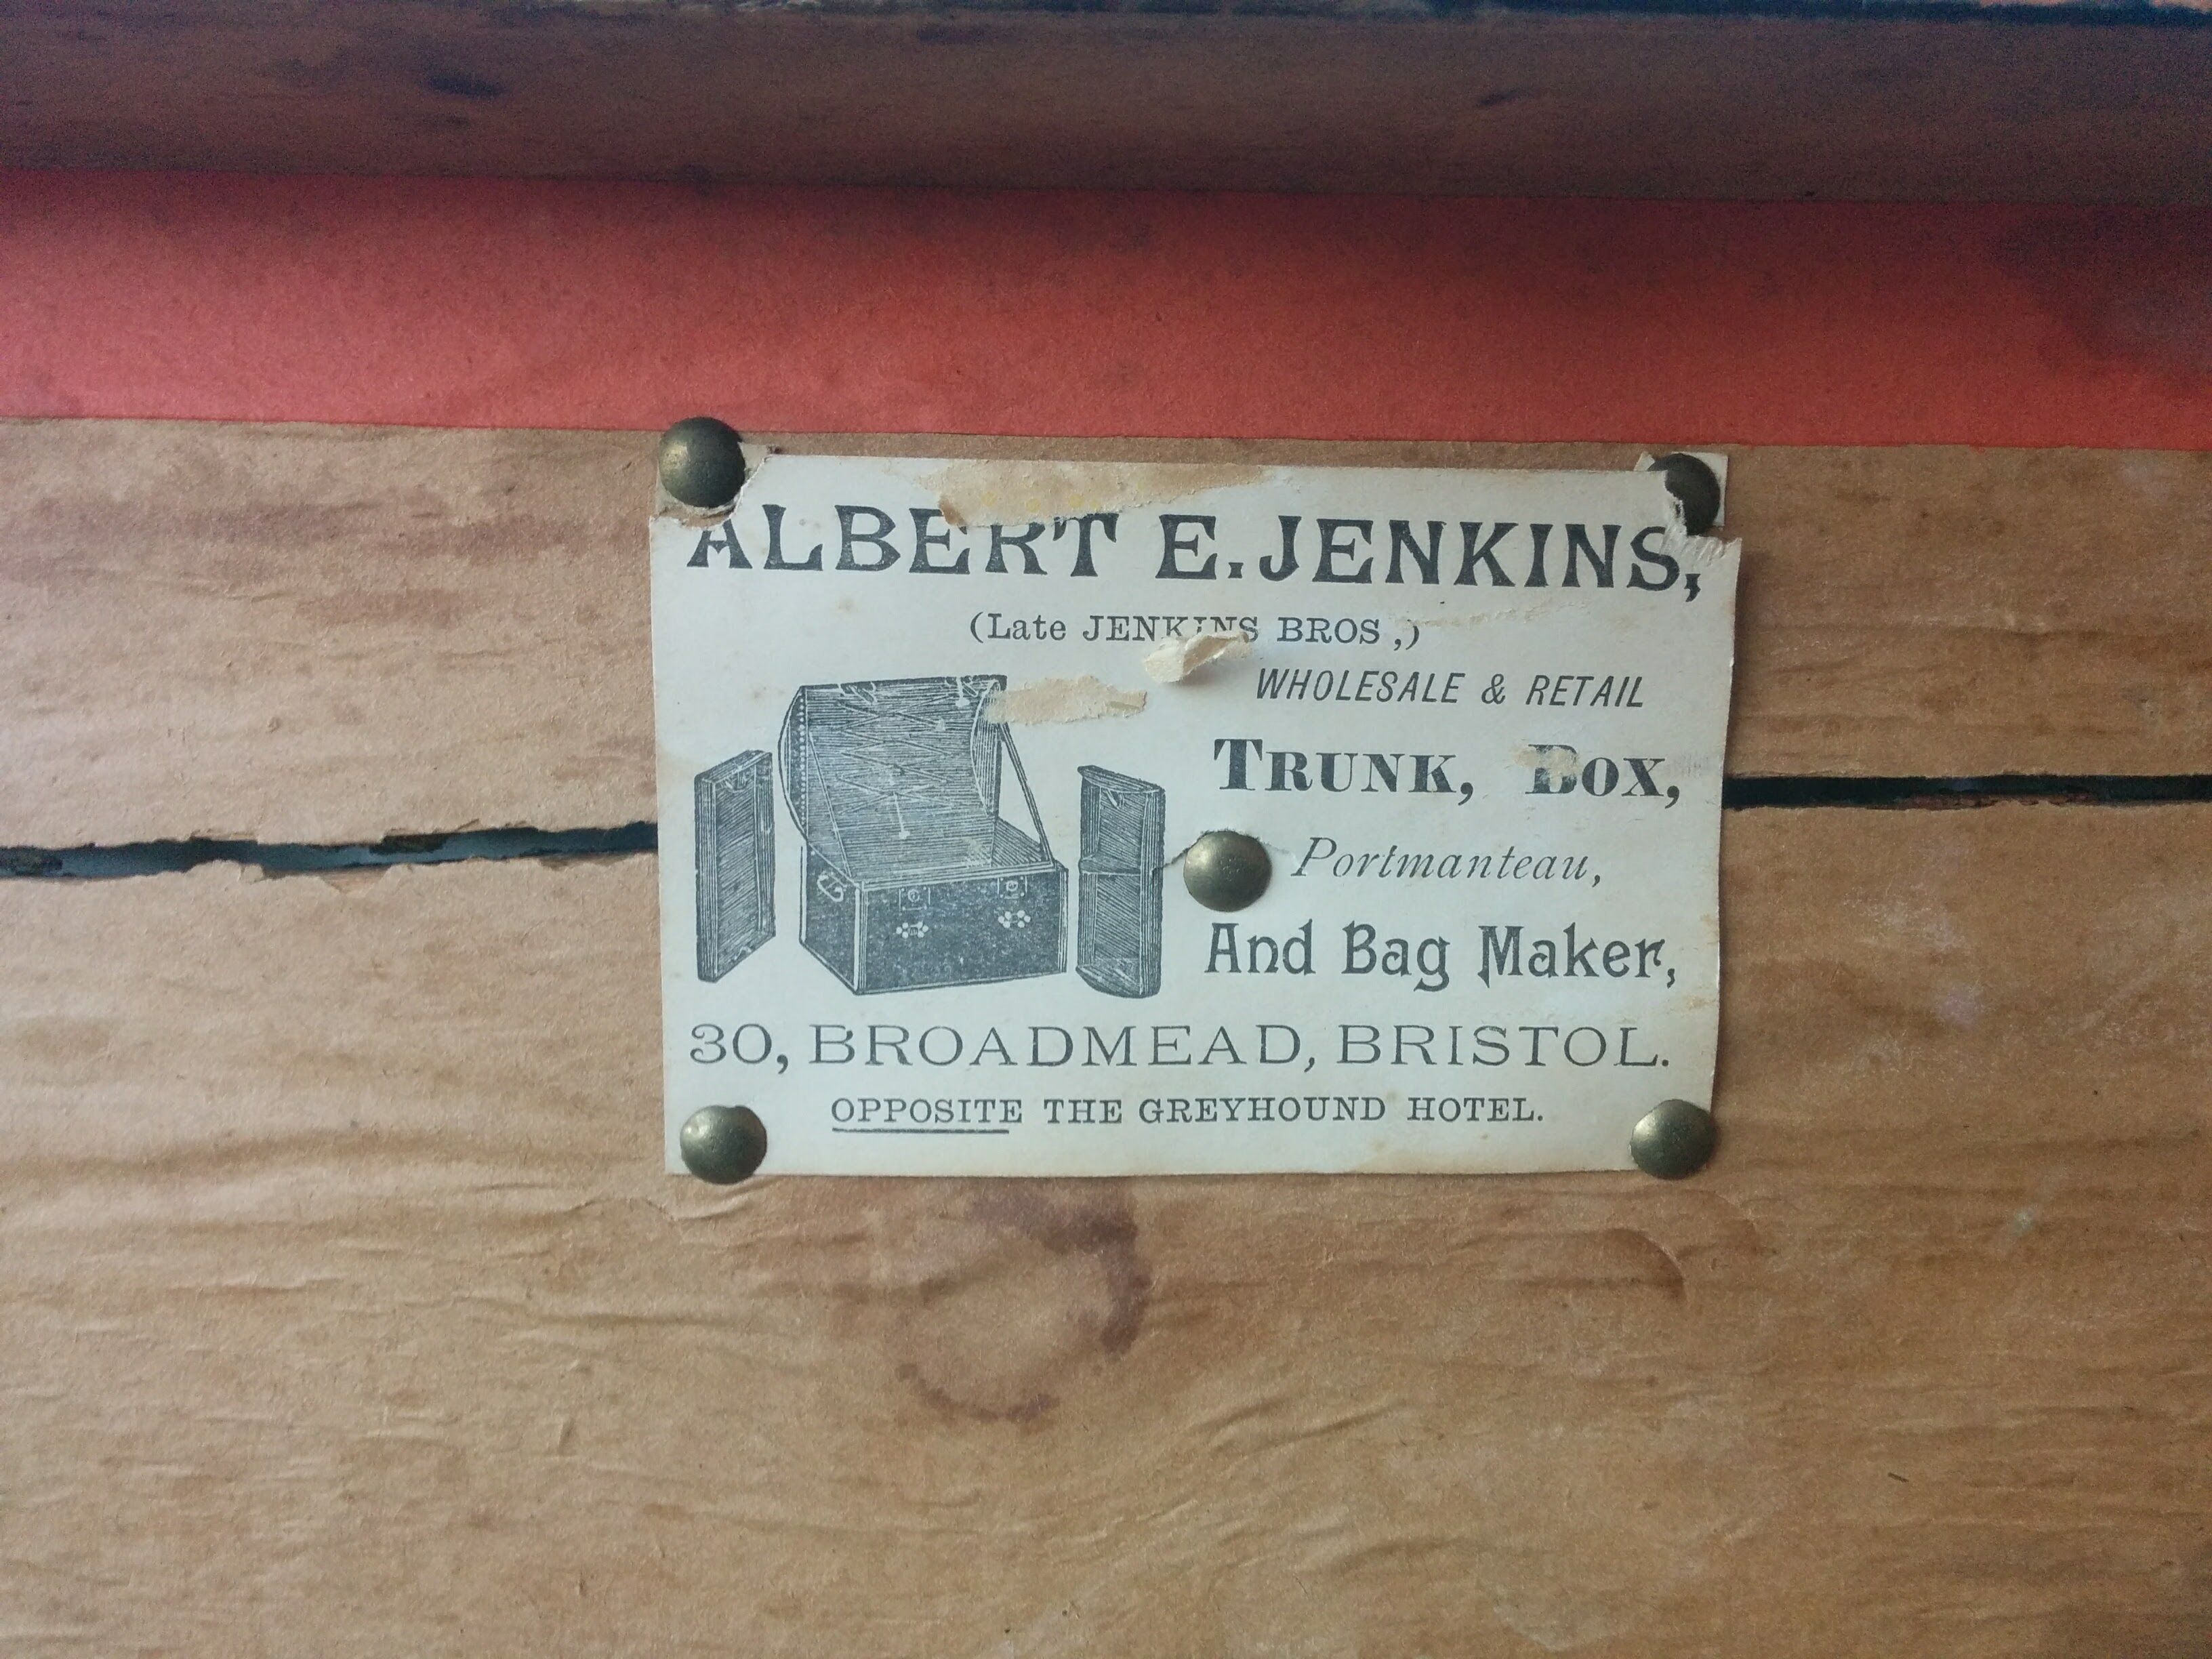 ALBERT E. JENKINS,
(Late JENKINS BROS,)
WHOLESALE & RETAIL
TRUNK, BOX,
Portmanteau,
And Bag Maker,
30, BROADMEAD, BRISTOL.
OPPOSITE THE GREYHOUND HOTEL.